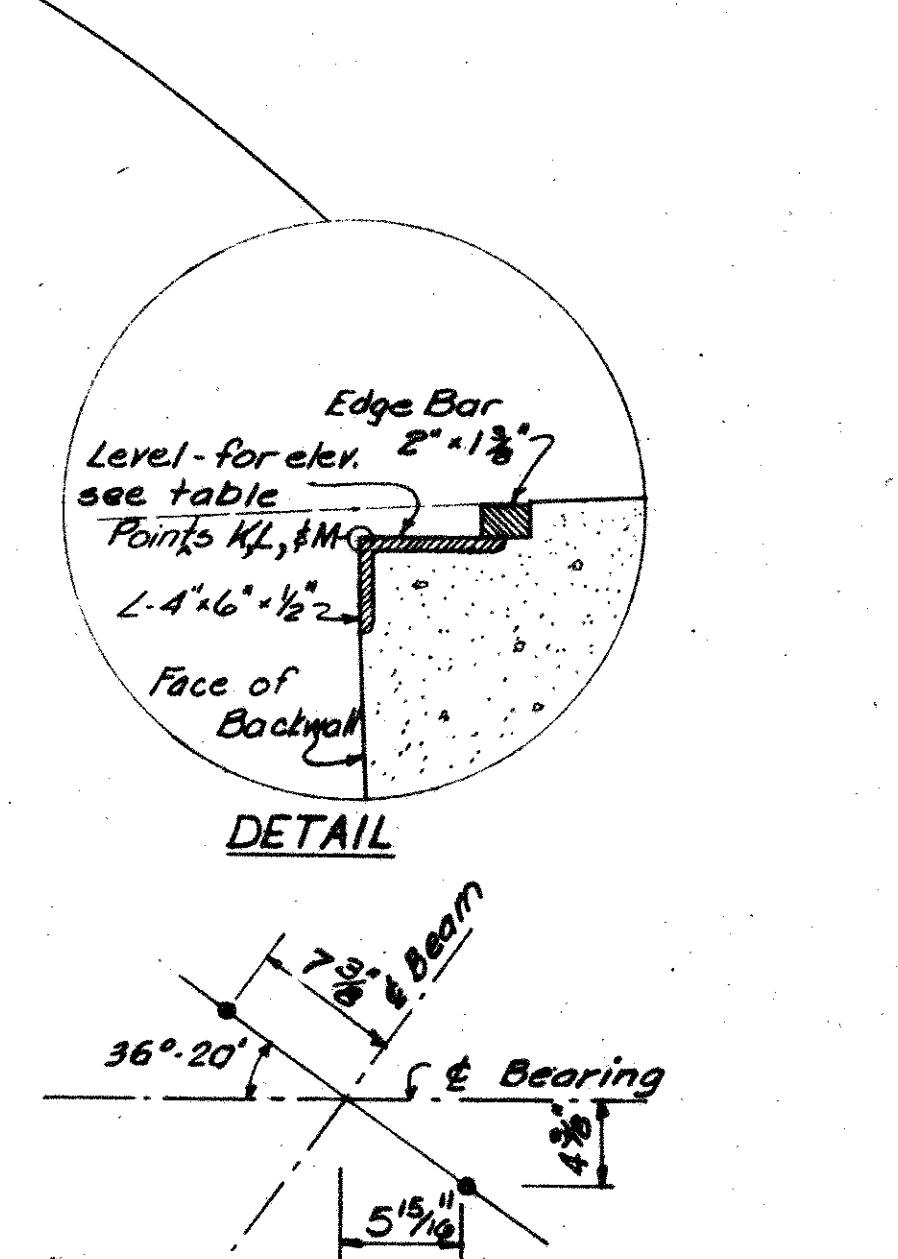 Edge Bar
2" × 1 3/8"
Level - for elev.
see table
Points K, L, & M
L-4" × 6" × 1/2"
Face of
Backwall
DETAIL
7 3/8"
℄ Beam
36°-20'
℄ Bearing
4 3/8"
5 15/16"